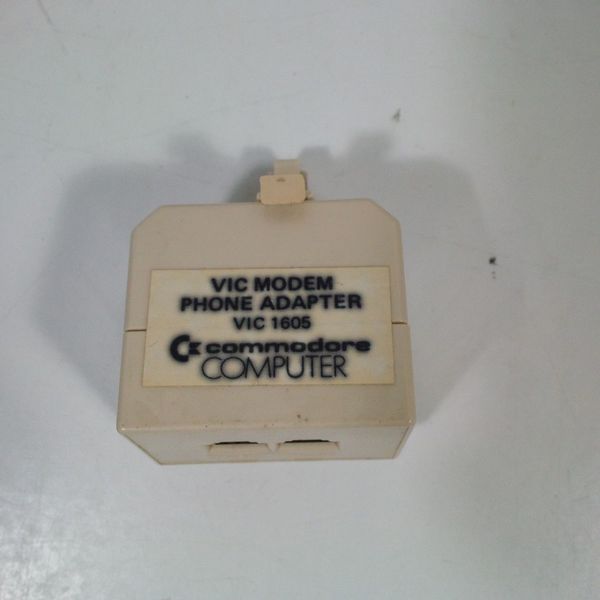 VIC MODEM
PHONE ADAPTER
VIC 1605
commodore
COMPUTER